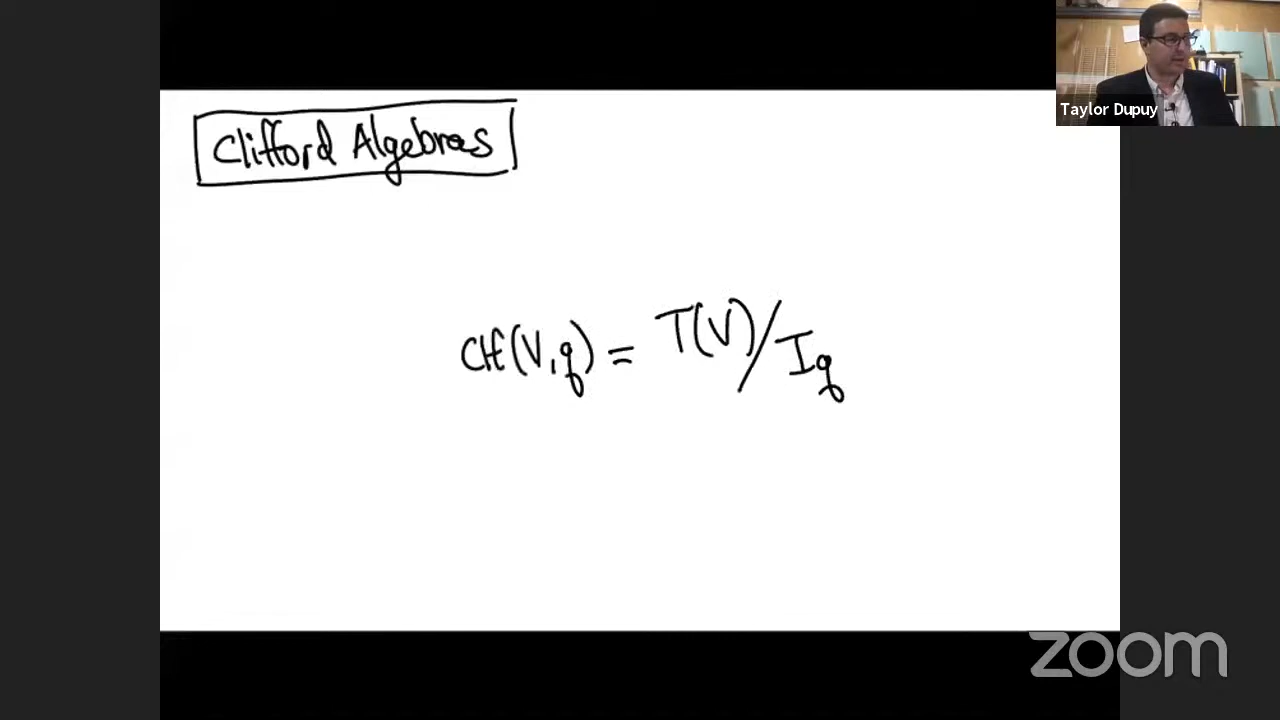 Taylor Dupuy
Clifford Algebras
Clf(V,q) = T(V)/Iq
zoom